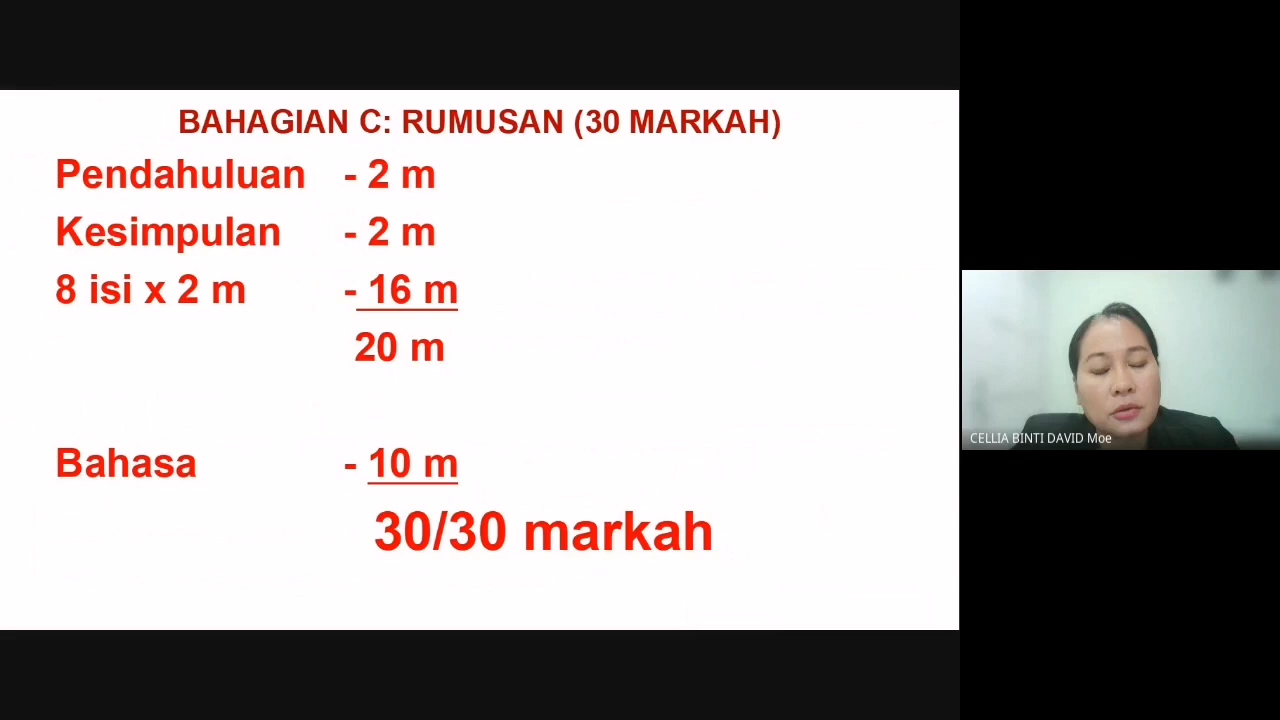 BAHAGIAN C: RUMUSAN (30 MARKAH)
Pendahuluan - 2 m
Kesimpulan - 2 m
8 isi x 2 m - 16 m
20 m
Bahasa - 10 m
30/30 markah
CELLIA BINTI DAVID Moe